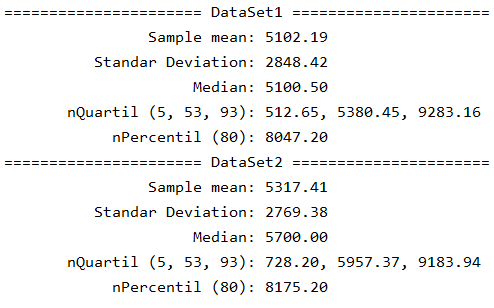 ====================== DataSet1 ======================
Sample mean: 5102.19
Standar Deviation: 2848.42
Median: 5100.50
nQuartil (5, 53, 93): 512.65, 5380.45, 9283.16
nPercentil (80): 8047.20
====================== DataSet2 ======================
Sample mean: 5317.41
Standar Deviation: 2769.38
Median: 5700.00
nQuartil (5, 53, 93): 728.20, 5957.37, 9183.94
nPercentil (80): 8175.20